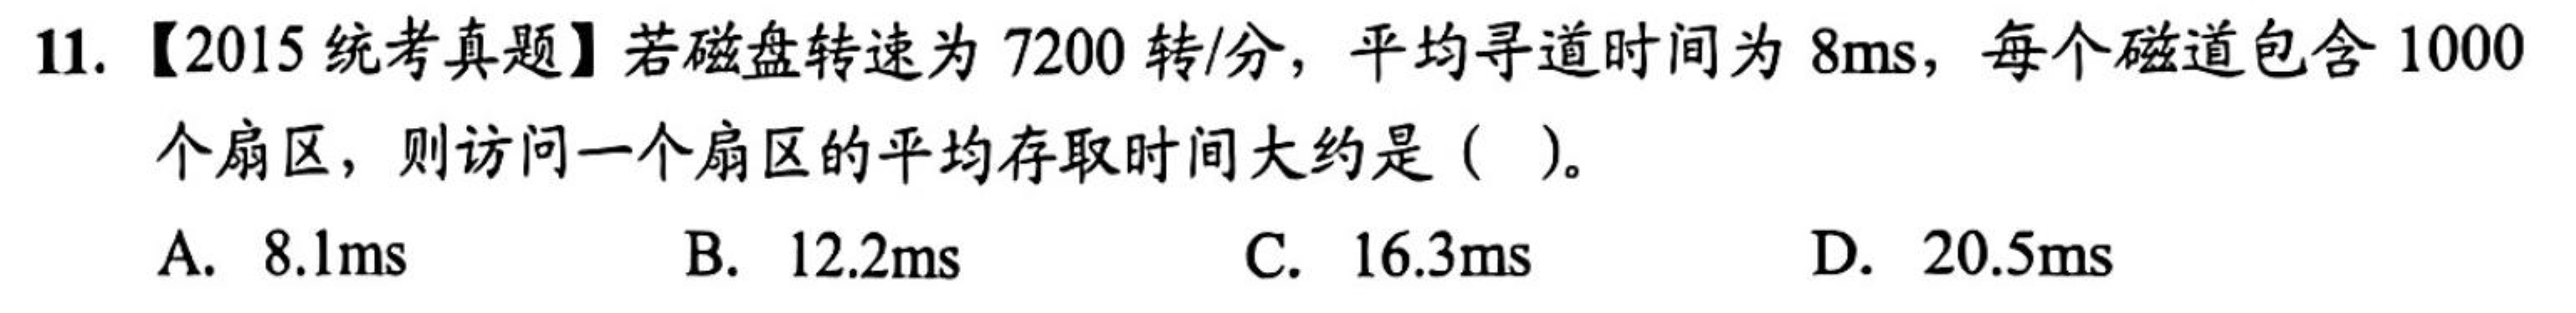 11.【2015 统考真题】若磁盘转速为 7200 转/分，平均寻道时间为 8ms，每个磁道包含 1000
个扇区，则访问一个扇区的平均存取时间大约是（ ）。
A. 8.1ms B. 12.2ms C. 16.3ms D. 20.5ms